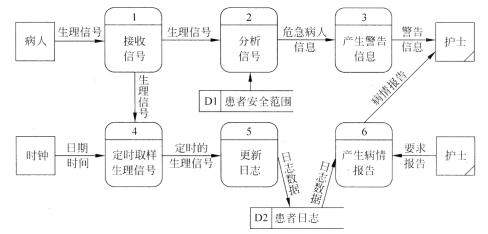 1
2
3
病人
生理信号
接收
信号
生理信号
分析
信号
危急病人
信息
产生警告
信息
警告
信息
护士
生理信号
D1 患者安全范围
病情报告
4
5
6
时钟
日期
时间
定时取样
生理信号
定时的
生理信号
更新
日志
日志数据
日志数据
产生病情
报告
要求
报告
护士
D2 患者日志